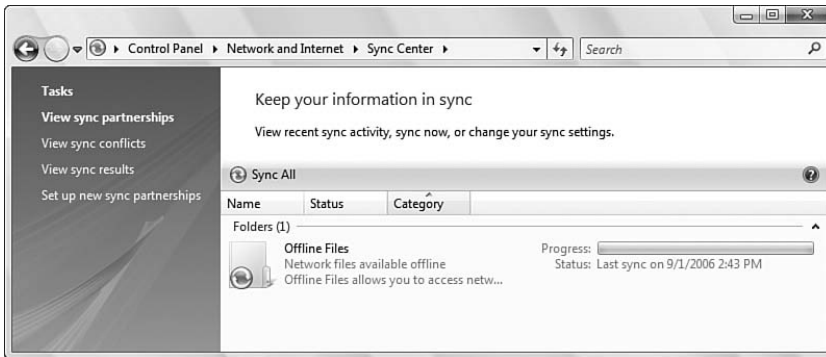 Control Panel ▸ Network and Internet ▸ Sync Center ▸ Search
Tasks
View sync partnerships
View sync conflicts
View sync results
Set up new sync partnerships
Keep your information in sync
View recent sync activity, sync now, or change your sync settings.
Sync All
Name Status Category
Folders (1)
Offline Files
Network files available offline
Offline Files allows you to access netw...
Progress:
Status: Last sync on 9/1/2006 2:43 PM